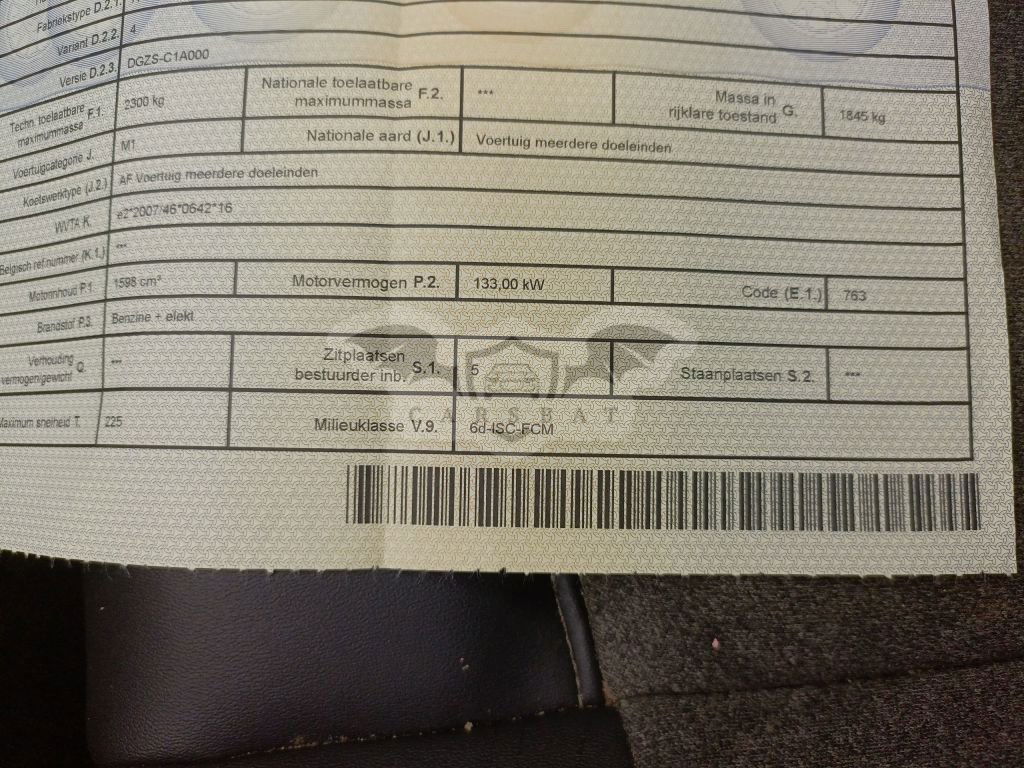 Fabriekstype D.2.1.
Variant D.2.2. 4
Versie D.2.3. DGZS-C1A000
Techn. toelaatbare maximummassa F.1. 2300 kg Nationale toelaatbare maximummassa F.2. *** Massa in rijklare toestand G. 1845 kg
Voertuigcategorie J. M1 Nationale aard (J.1.) Voertuig meerdere doeleinden
Koetswerktype (J.2.) AF Voertuig meerdere doeleinden
WVTA K. e2*2007/46*0642*16
Belgisch ref.nummer (K.1.) ***
Motorinhoud P.1. 1598 cm³ Motorvermogen P.2. 133,00 kW Code (E.1.) 763
Brandstof P.3. Benzine + elekt
Verhouding vermogen/gewicht Q. *** Zitplaatsen bestuurder inb. S.1. 5 Staanplaatsen S.2. ***
CARSBAT
Maximum snelheid T. 225 Milieuklasse V.9. 6d-ISC-FCM